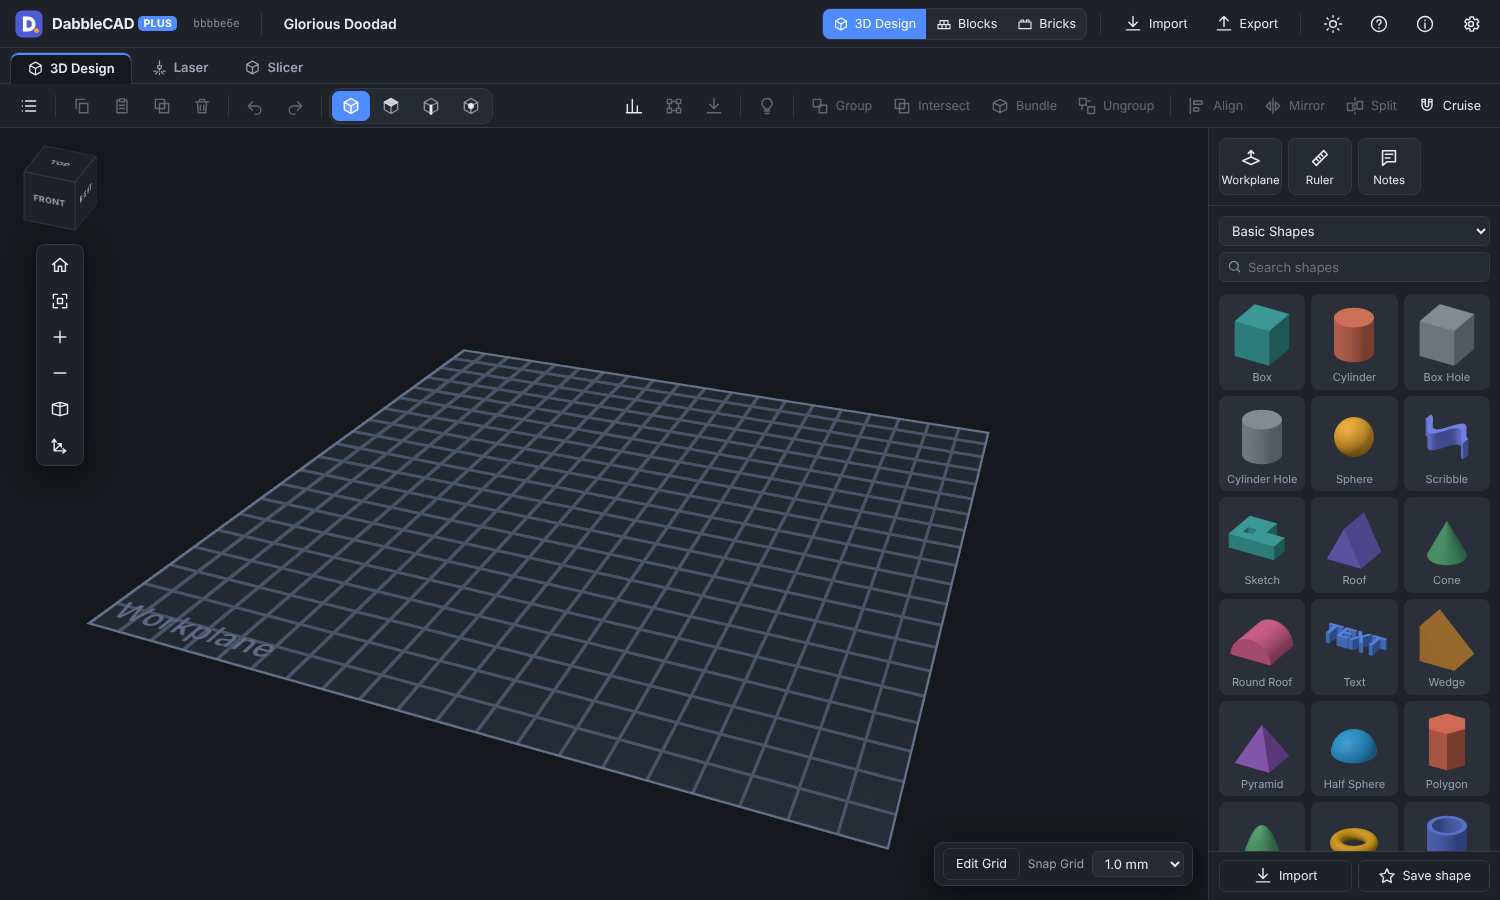 DabbleCAD PLUS bbbbe6e Glorious Doodad 3D Design Blocks Bricks Import Export
3D Design Laser Slicer
Group Intersect Bundle Ungroup Align Mirror Split Cruise
TOP
FRONT
Workplane Ruler Notes
Basic Shapes
Search shapes
Box Cylinder Box Hole
Cylinder Hole Sphere Scribble
Sketch Roof Cone
TEXT
Round Roof Text Wedge
Pyramid Half Sphere Polygon
Workplane
Edit Grid Snap Grid 1.0 mm
Import Save shape